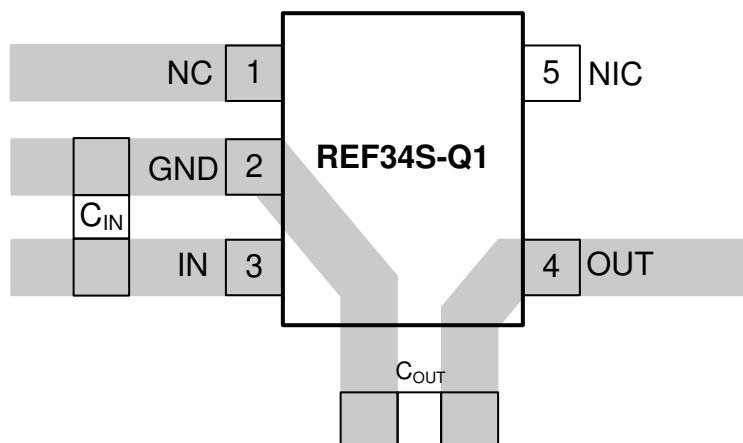 NC 1 5 NIC
REF34S-Q1
GND 2
CIN
IN 3 4 OUT
COUT